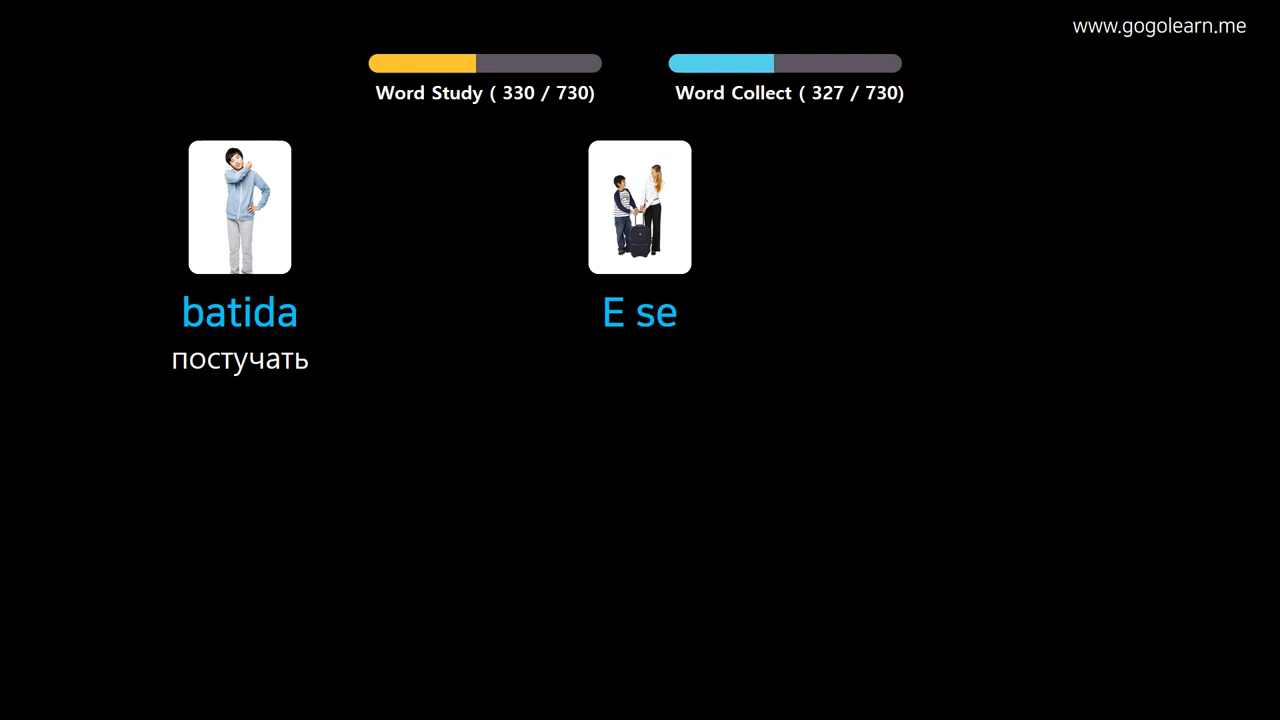 www.gogolearn.me
Word Study ( 330 / 730)
Word Collect ( 327 / 730)
batida
E se
постучать